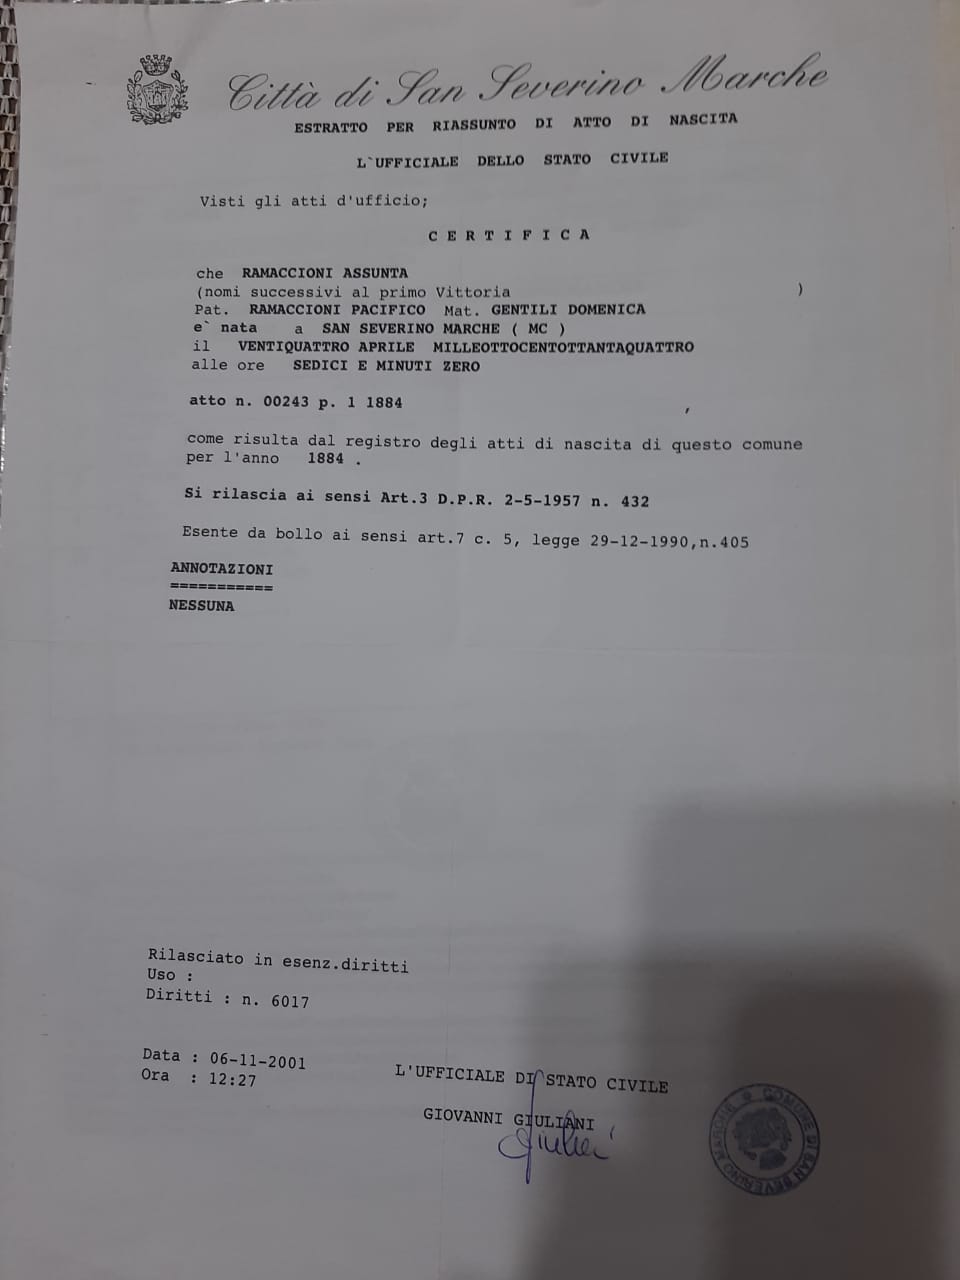 Città di San Severino Marche
ESTRATTO PER RIASSUNTO DI ATTO DI NASCITA
L`UFFICIALE DELLO STATO CIVILE
Visti gli atti d'ufficio;
C E R T I F I C A
che RAMACCIONI ASSUNTA
(nomi successivi al primo Vittoria )
Pat. RAMACCIONI PACIFICO Mat. GENTILI DOMENICA
e` nata a SAN SEVERINO MARCHE ( MC )
il VENTIQUATTRO APRILE MILLEOTTOCENTOTTANTAQUATTRO
alle ore SEDICI E MINUTI ZERO
atto n. 00243 p. 1 1884 ,
come risulta dal registro degli atti di nascita di questo comune
per l'anno 1884 .
Si rilascia ai sensi Art.3 D.P.R. 2-5-1957 n. 432
Esente da bollo ai sensi art.7 c. 5, legge 29-12-1990,n.405
ANNOTAZIONI
===========
NESSUNA
Rilasciato in esenz.diritti
Uso :
Diritti : n. 6017
Data : 06-11-2001
Ora : 12:27
L'UFFICIALE DI STATO CIVILE
GIOVANNI GIULIANI
COMUNE DI SAN SEVERINO MARCHE